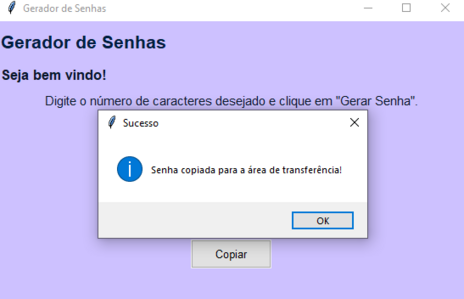 Gerador de Senhas
Gerador de Senhas
Seja bem vindo!
Digite o número de caracteres desejado e clique em "Gerar Senha".
Sucesso
Senha copiada para a área de transferência!
OK
Copiar